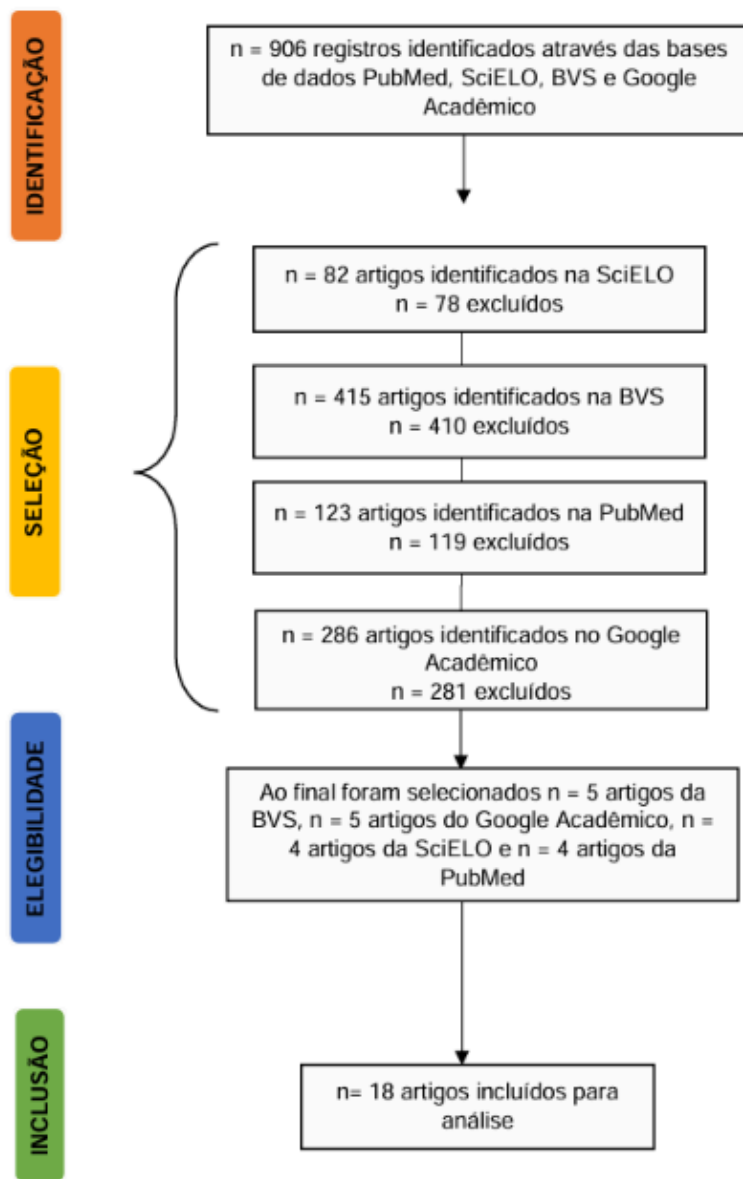 IDENTIFICAÇÃO
n = 906 registros identificados através das bases
de dados PubMed, SciELO, BVS e Google
Acadêmico
SELEÇÃO
n = 82 artigos identificados na SciELO
n = 78 excluídos
n = 415 artigos identificados na BVS
n = 410 excluídos
n = 123 artigos identificados na PubMed
n = 119 excluídos
n = 286 artigos identificados no Google
Acadêmico
n = 281 excluídos
ELEGIBILIDADE
Ao final foram selecionados n = 5 artigos da
BVS, n = 5 artigos do Google Acadêmico, n =
4 artigos da SciELO e n = 4 artigos da
PubMed
INCLUSÃO
n= 18 artigos incluídos para
análise